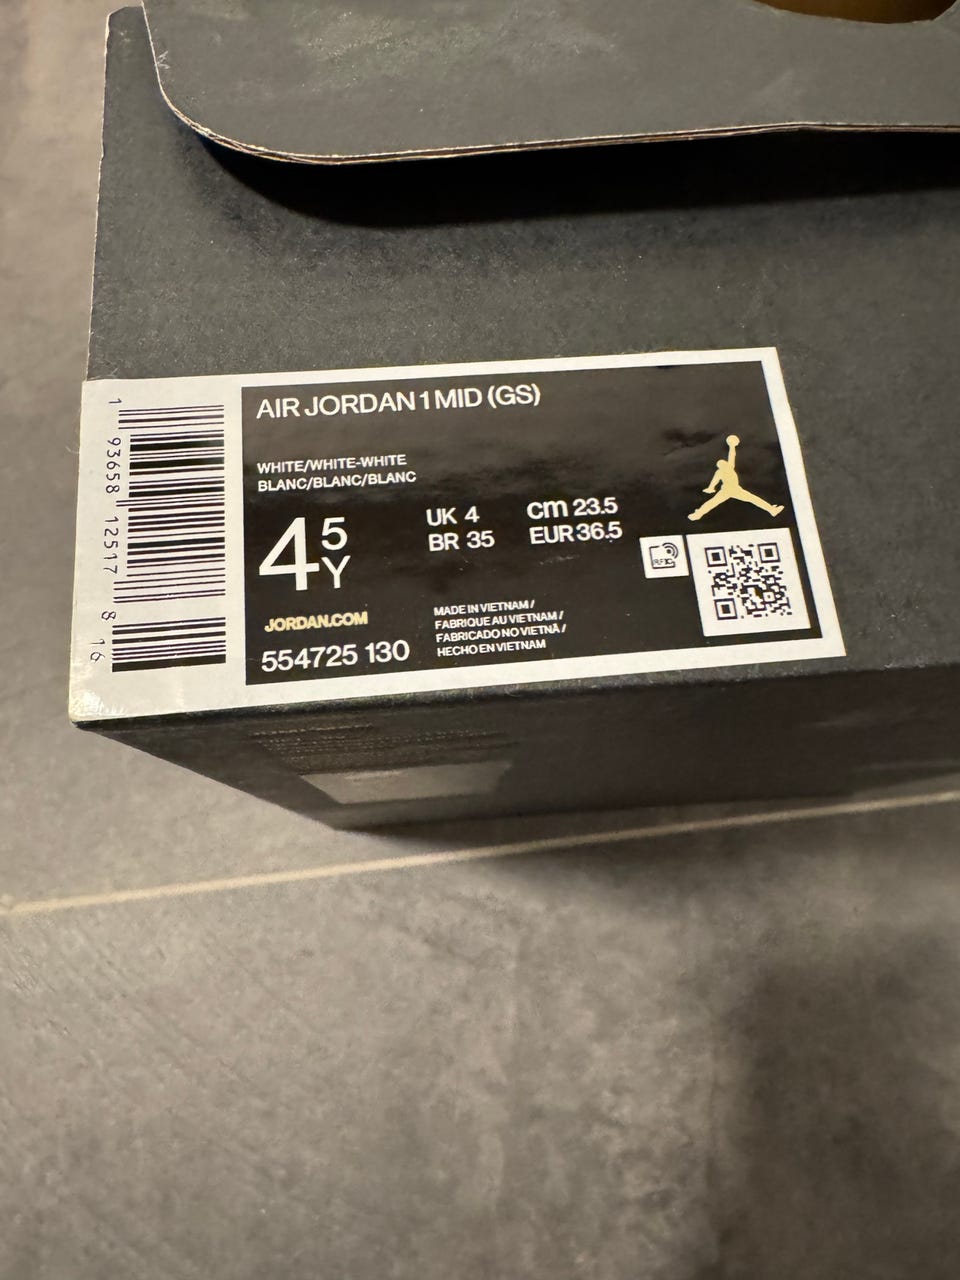 AIR JORDAN 1 MID (GS)
WHITE/WHITE-WHITE
BLANC/BLANC/BLANC
4 5 Y
UK 4
BR 35
cm 23.5
EUR 36.5
JORDAN.COM
554725 130
MADE IN VIETNAM /
FABRIQUE AU VIETNAM /
FABRICADO NO VIETNÃ /
HECHO EN VIETNAM
RFID
1 93658 12517 8 16